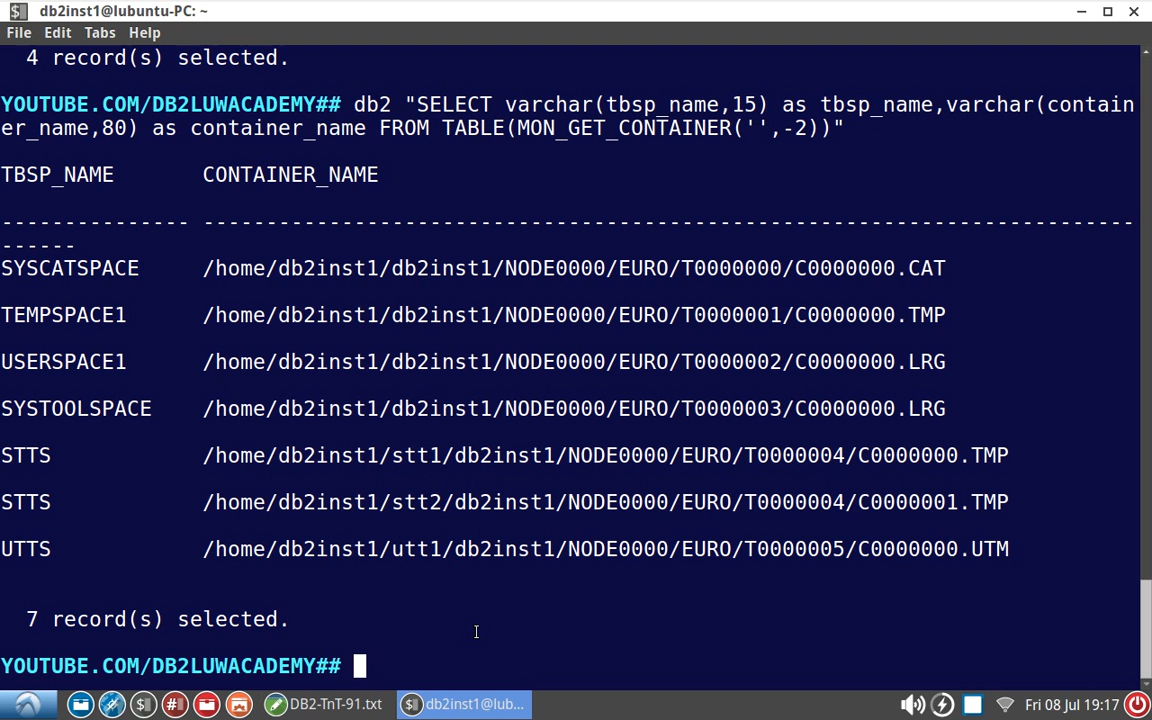 db2inst1@lubuntu-PC: ~
File Edit Tabs Help
4 record(s) selected.
YOUTUBE.COM/DB2LUWACADEMY## db2 "SELECT varchar(tbsp_name,15) as tbsp_name,varchar(contain
er_name,80) as container_name FROM TABLE(MON_GET_CONTAINER('',-2))"
TBSP_NAME CONTAINER_NAME
--------------- --------------------------------------------------------------------------
------
SYSCATSPACE /home/db2inst1/db2inst1/NODE0000/EURO/T0000000/C0000000.CAT
TEMPSPACE1 /home/db2inst1/db2inst1/NODE0000/EURO/T0000001/C0000000.TMP
USERSPACE1 /home/db2inst1/db2inst1/NODE0000/EURO/T0000002/C0000000.LRG
SYSTOOLSPACE /home/db2inst1/db2inst1/NODE0000/EURO/T0000003/C0000000.LRG
STTS /home/db2inst1/stt1/db2inst1/NODE0000/EURO/T0000004/C0000000.TMP
STTS /home/db2inst1/stt2/db2inst1/NODE0000/EURO/T0000004/C0000001.TMP
UTTS /home/db2inst1/utt1/db2inst1/NODE0000/EURO/T0000005/C0000000.UTM
7 record(s) selected.
YOUTUBE.COM/DB2LUWACADEMY##
DB2-TnT-91.txt db2inst1@lub... Fri 08 Jul 19:17